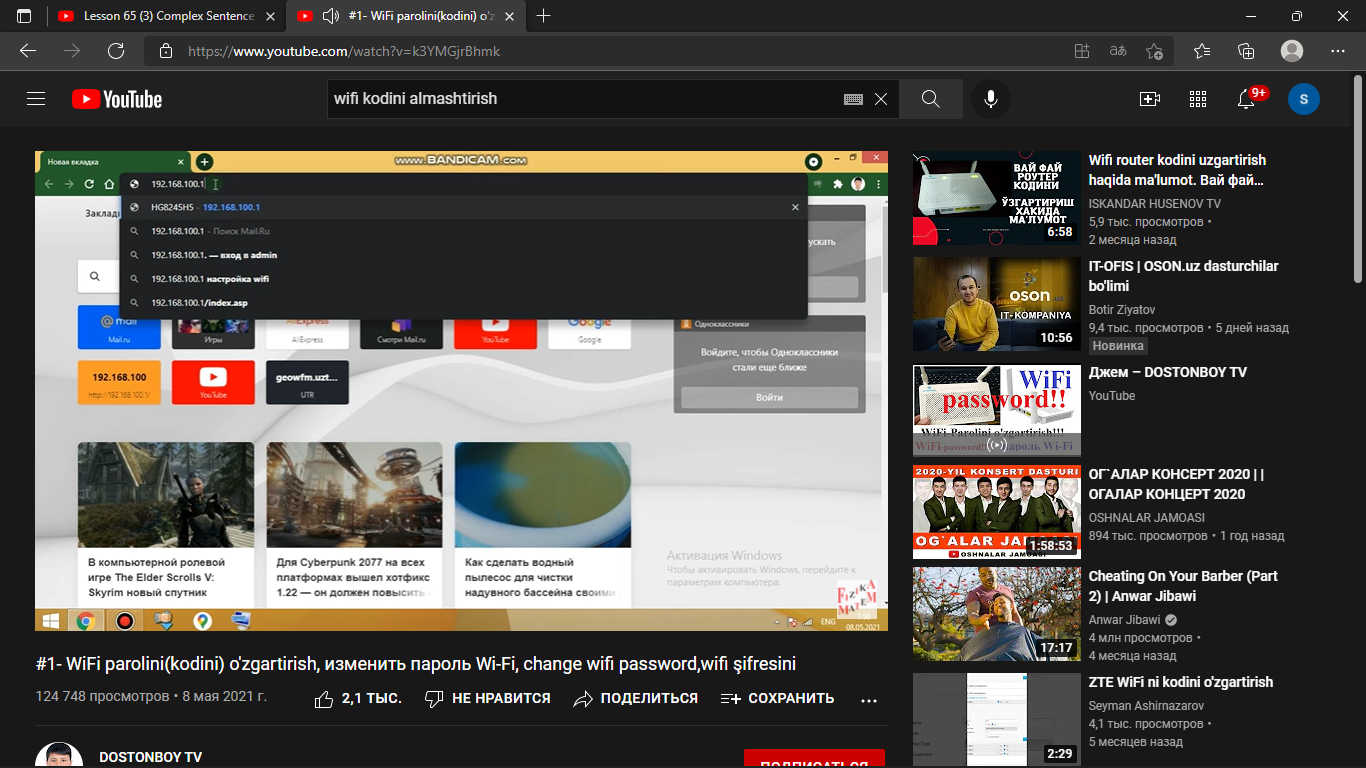 Lesson 65 (3) Complex Sentence
#1- WiFi parolini(kodini) o'z
https://www.youtube.com/watch?v=k3YMGjrBhmk
YouTube
wifi kodini almashtirish
9+
S
Новая вкладка
www.BANDICAM.com
192.168.100.1
Заклад
HG8245H5 - 192.168.100.1
192.168.100.1 - Поиск Mail.Ru
192.168.100.1. — вход в admin
192.168.100.1 настройка wifi
192.168.100.1/index.asp
ускать
@mail
Mail.ru
Игры
AliExpress
AliExpress
Смотри Mail.ru
YouTube
Google
Google
Одноклассники
Войдите, чтобы Одноклассники
стали еще ближе
Войти
192.168.100
http://192.168.100.1/
YouTube
geowfm.uzt...
UTR
В компьютерной ролевой
игре The Elder Scrolls V:
Skyrim новый спутник
Для Cyberpunk 2077 на всех
платформах вышел хотфикс
1.22 — он должен повысить
Как сделать водный
пылесос для чистки
надувного бассейна своими
Активация Windows
Чтобы активировать Windows, перейдите к
параметрам компьютера.
FIZIKA
MATEM
ENG
08.05.2021
#1- WiFi parolini(kodini) o'zgartirish, изменить пароль Wi-Fi, change wifi password,wifi şifresini
124 748 просмотров • 8 мая 2021 г.
2,1 ТЫС.
НЕ НРАВИТСЯ
ПОДЕЛИТЬСЯ
СОХРАНИТЬ
DOSTONBOY TV
ПОДПИСАТЬСЯ
ВАЙ ФАЙ
РОУТЕР
КОДИНИ
ЎЗГАРТИРИШ
ХАКИДА
МАЪЛУМОТ
6:58
Wifi router kodini uzgartirish
haqida ma'lumot. Вай фай...
ISKANDAR HUSENOV TV
5,9 тыс. просмотров •
2 месяца назад
oson
IT-KOMPANIYA
10:56
IT-OFIS | OSON.uz dasturchilar
bo'limi
Botir Ziyatov
9,4 тыс. просмотров • 5 дней назад
Новинка
WiFi
password!!
WiFi-Parolini o'zgartirish!!!
Джем – DOSTONBOY TV
YouTube
2020-YIL KONSERT DASTURI
OG`ALAR JAMOASI
OSHNALAR JAMOASI
1:58:53
ОГ`АЛАР КОНСЕРТ 2020 | |
ОГАЛАР КОНЦЕРТ 2020
OSHNALAR JAMOASI
894 тыс. просмотров • 1 год назад
17:17
Cheating On Your Barber (Part
2) | Anwar Jibawi
Anwar Jibawi
4 млн просмотров •
4 месяца назад
2:29
ZTE WiFi ni kodini o'zgartirish
Seyman Ashirnazarov
4,1 тыс. просмотров •
5 месяцев назад